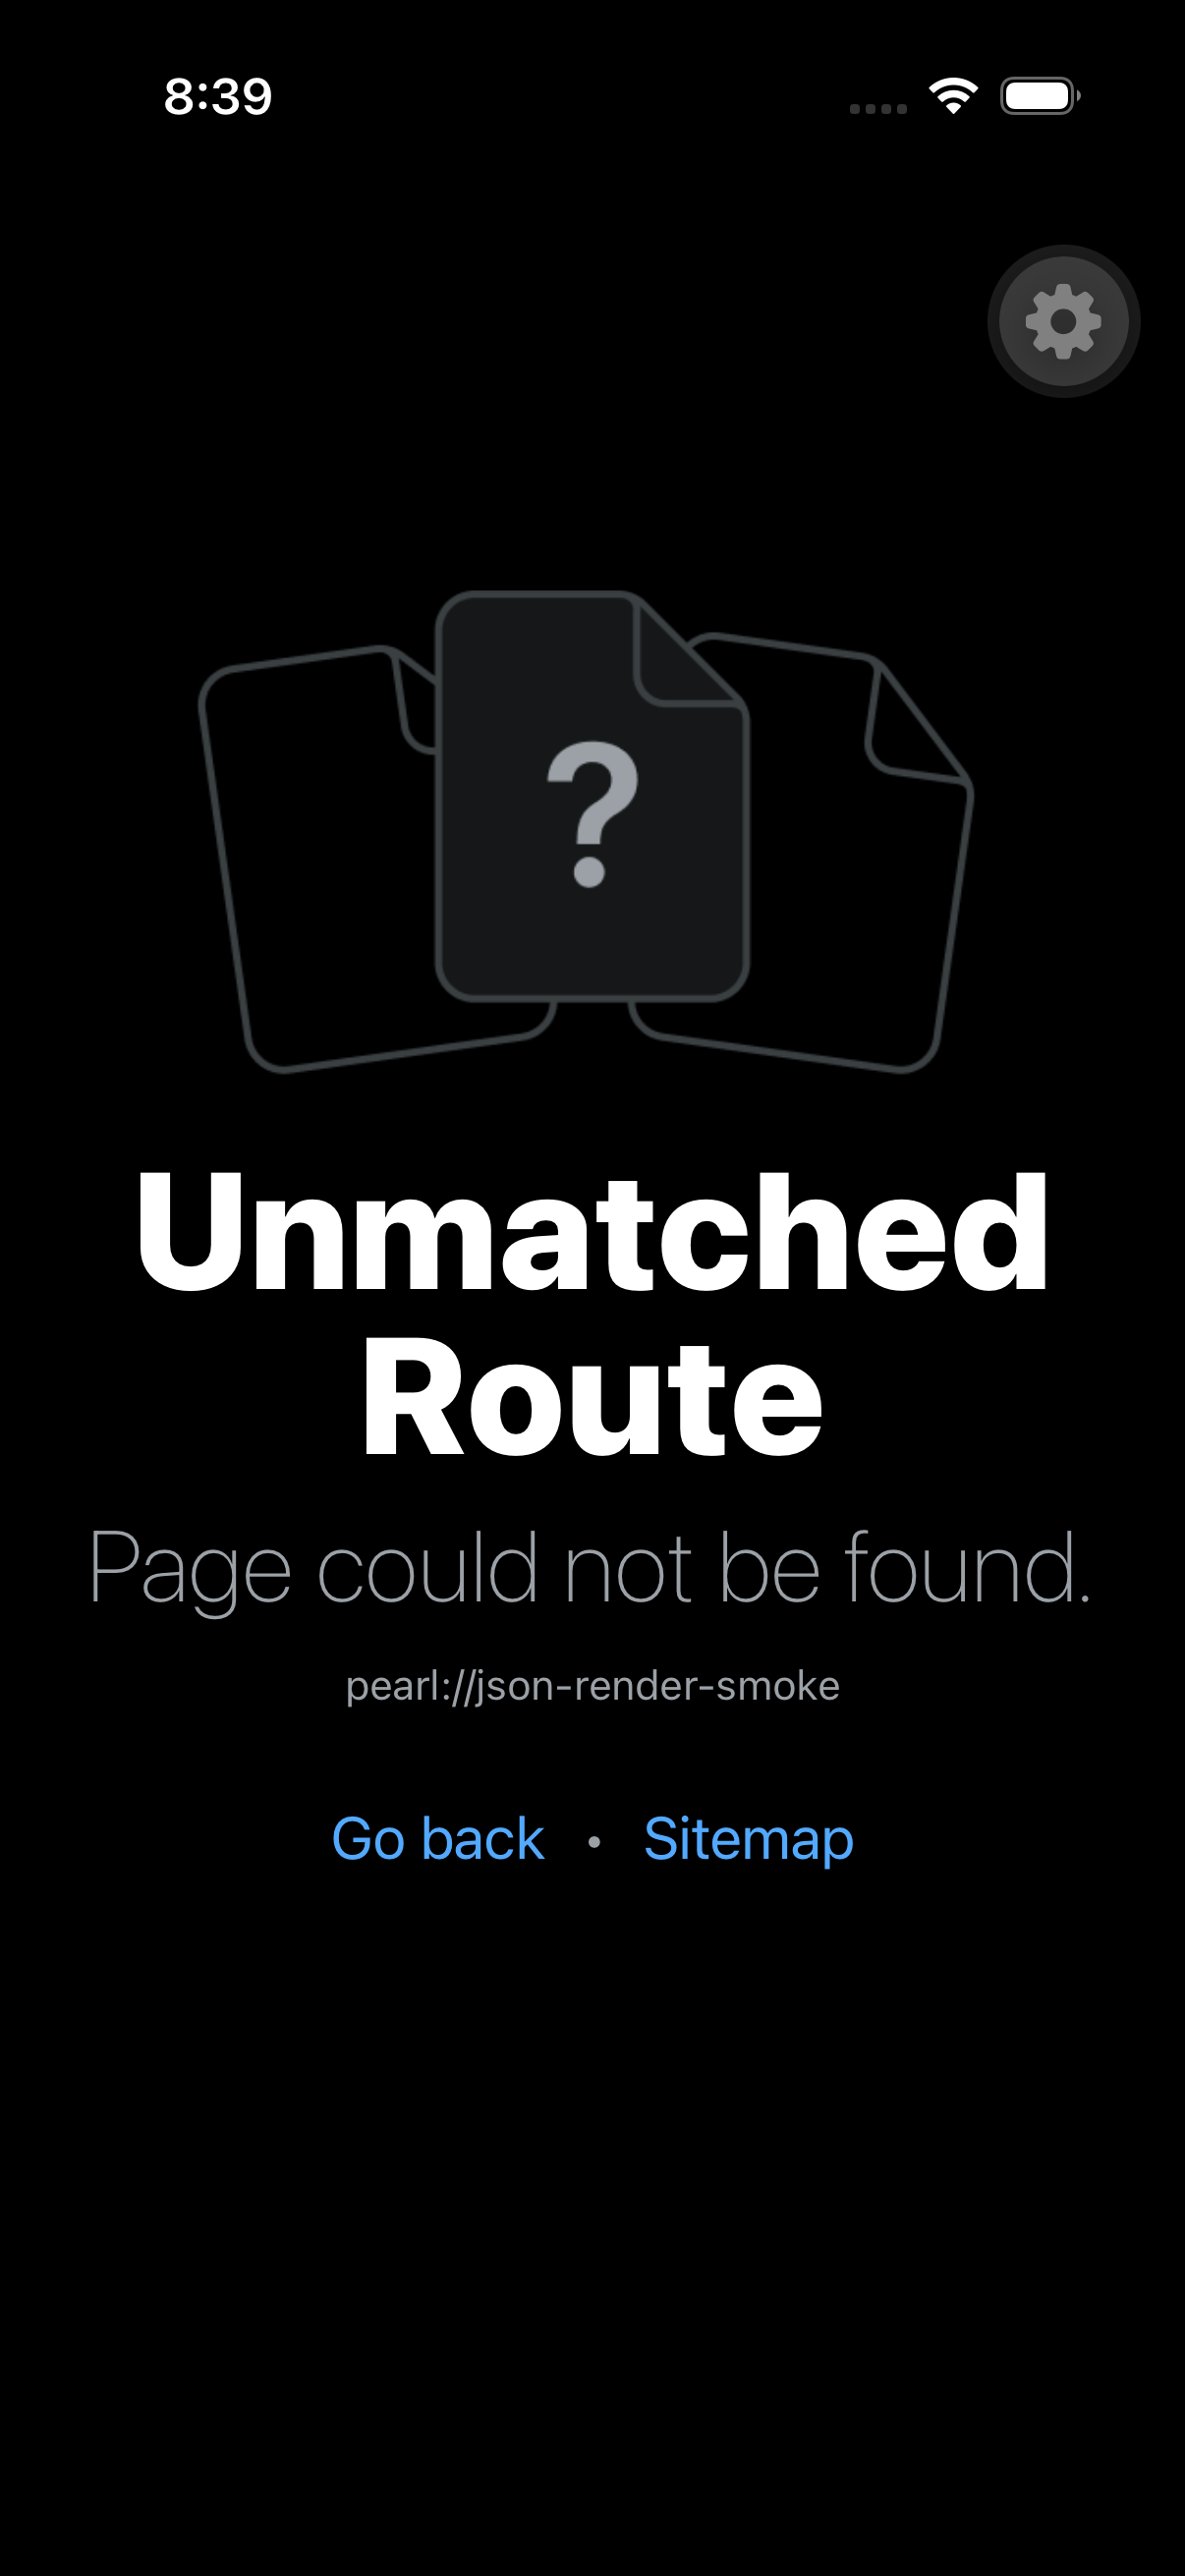 8:39
?
Unmatched
Route
Page could not be found.
pearl://json-render-smoke
Go back • Sitemap